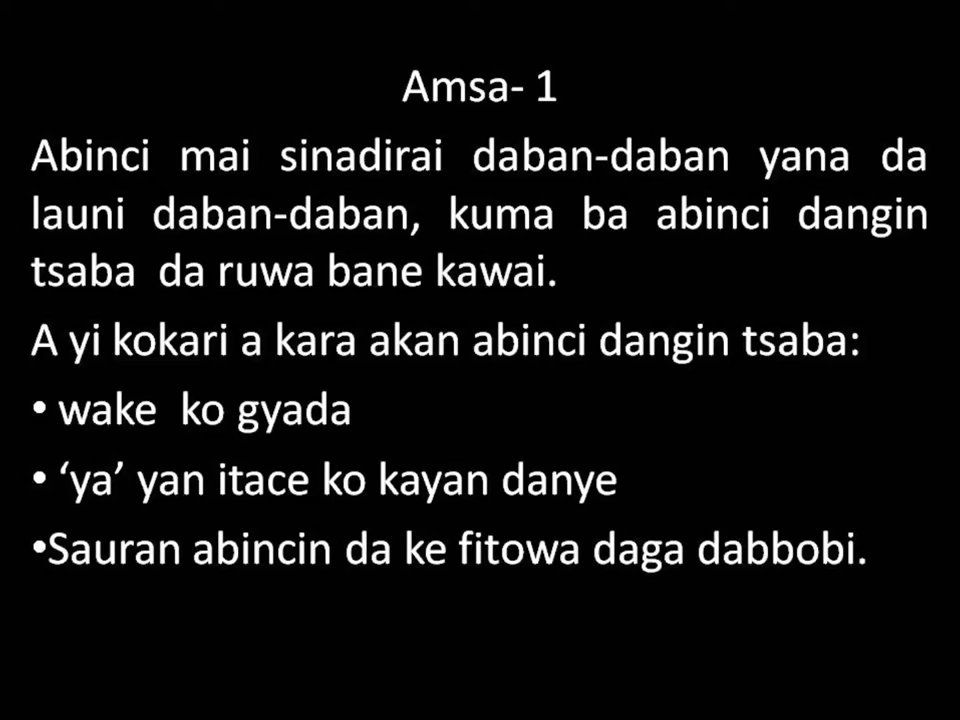 Amsa- 1
Abinci mai sinadirai daban-daban yana da
launi daban-daban, kuma ba abinci dangin
tsaba da ruwa bane kawai.
A yi kokari a kara akan abinci dangin tsaba:
• wake ko gyada
• ‘ya’ yan itace ko kayan danye
•Sauran abincin da ke fitowa daga dabbobi.